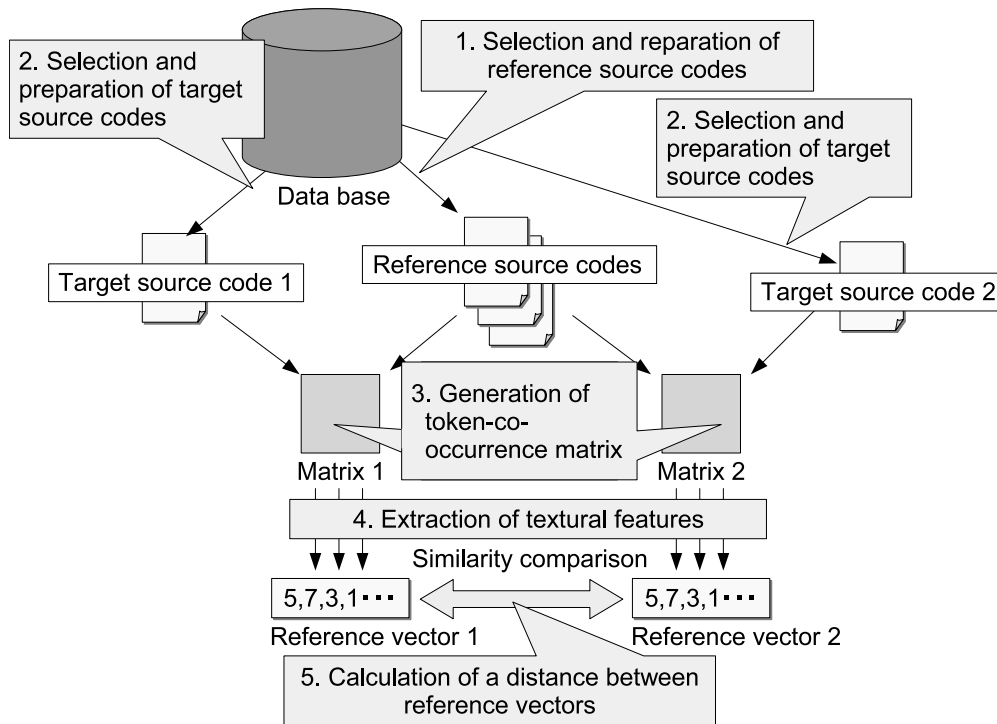 1. Selection and reparation of
reference source codes
2. Selection and
preparation of target
source codes
2. Selection and
preparation of target
source codes
Data base
Target source code 1
Reference source codes
Target source code 2
3. Generation of
token-co-
occurrence matrix
Matrix 1
Matrix 2
4. Extraction of textural features
Similarity comparison
5,7,3,1･･･
5,7,3,1･･･
Reference vector 1
Reference vector 2
5. Calculation of a distance between
reference vectors